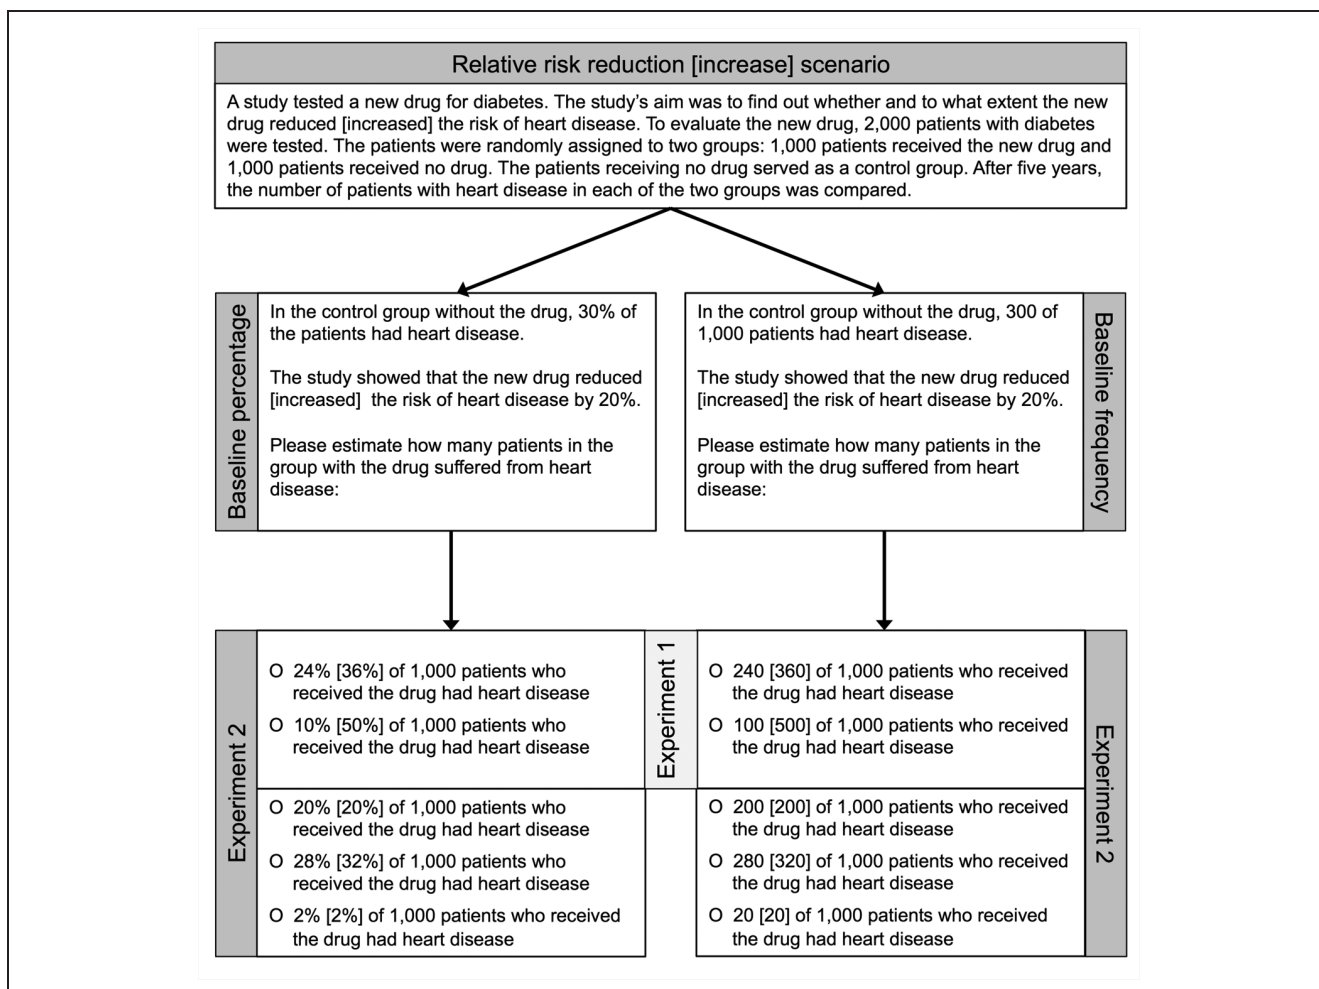 Relative risk reduction [increase] scenario
A study tested a new drug for diabetes. The study's aim was to find out whether and to what extent the new
drug reduced [increased] the risk of heart disease. To evaluate the new drug, 2,000 patients with diabetes
were tested. The patients were randomly assigned to two groups: 1,000 patients received the new drug and
1,000 patients received no drug. The patients receiving no drug served as a control group. After five years,
the number of patients with heart disease in each of the two groups was compared.
Baseline percentage
In the control group without the drug, 30% of
the patients had heart disease.
The study showed that the new drug reduced
[increased] the risk of heart disease by 20%.
Please estimate how many patients in the
group with the drug suffered from heart
disease:
In the control group without the drug, 300 of
1,000 patients had heart disease.
The study showed that the new drug reduced
[increased] the risk of heart disease by 20%.
Please estimate how many patients in the
group with the drug suffered from heart
disease:
Baseline frequency
Experiment 2
O 24% [36%] of 1,000 patients who
received the drug had heart disease
O 10% [50%] of 1,000 patients who
received the drug had heart disease
O 20% [20%] of 1,000 patients who
received the drug had heart disease
O 28% [32%] of 1,000 patients who
received the drug had heart disease
O 2% [2%] of 1,000 patients who received
the drug had heart disease
Experiment 1
O 240 [360] of 1,000 patients who received
the drug had heart disease
O 100 [500] of 1,000 patients who received
the drug had heart disease
O 200 [200] of 1,000 patients who received
the drug had heart disease
O 280 [320] of 1,000 patients who received
the drug had heart disease
O 20 [20] of 1,000 patients who received
the drug had heart disease
Experiment 2